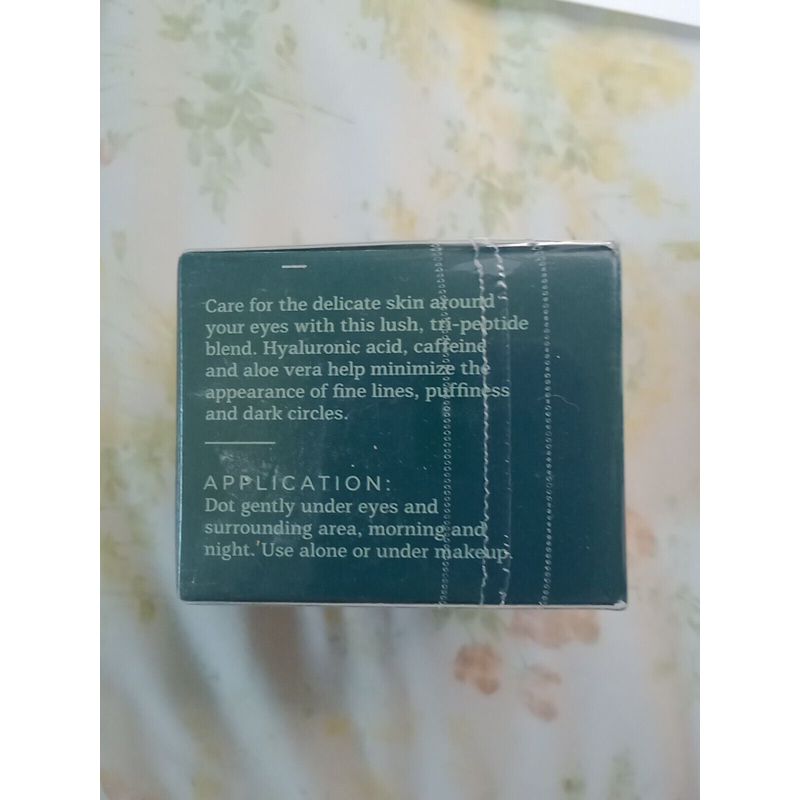 Care for the delicate skin around
your eyes with this lush, tri-peptide
blend. Hyaluronic acid, caffeine
and aloe vera help minimize the
appearance of fine lines, puffiness
and dark circles.
APPLICATION:
Dot gently under eyes and
surrounding area, morning and
night. Use alone or under makeup.